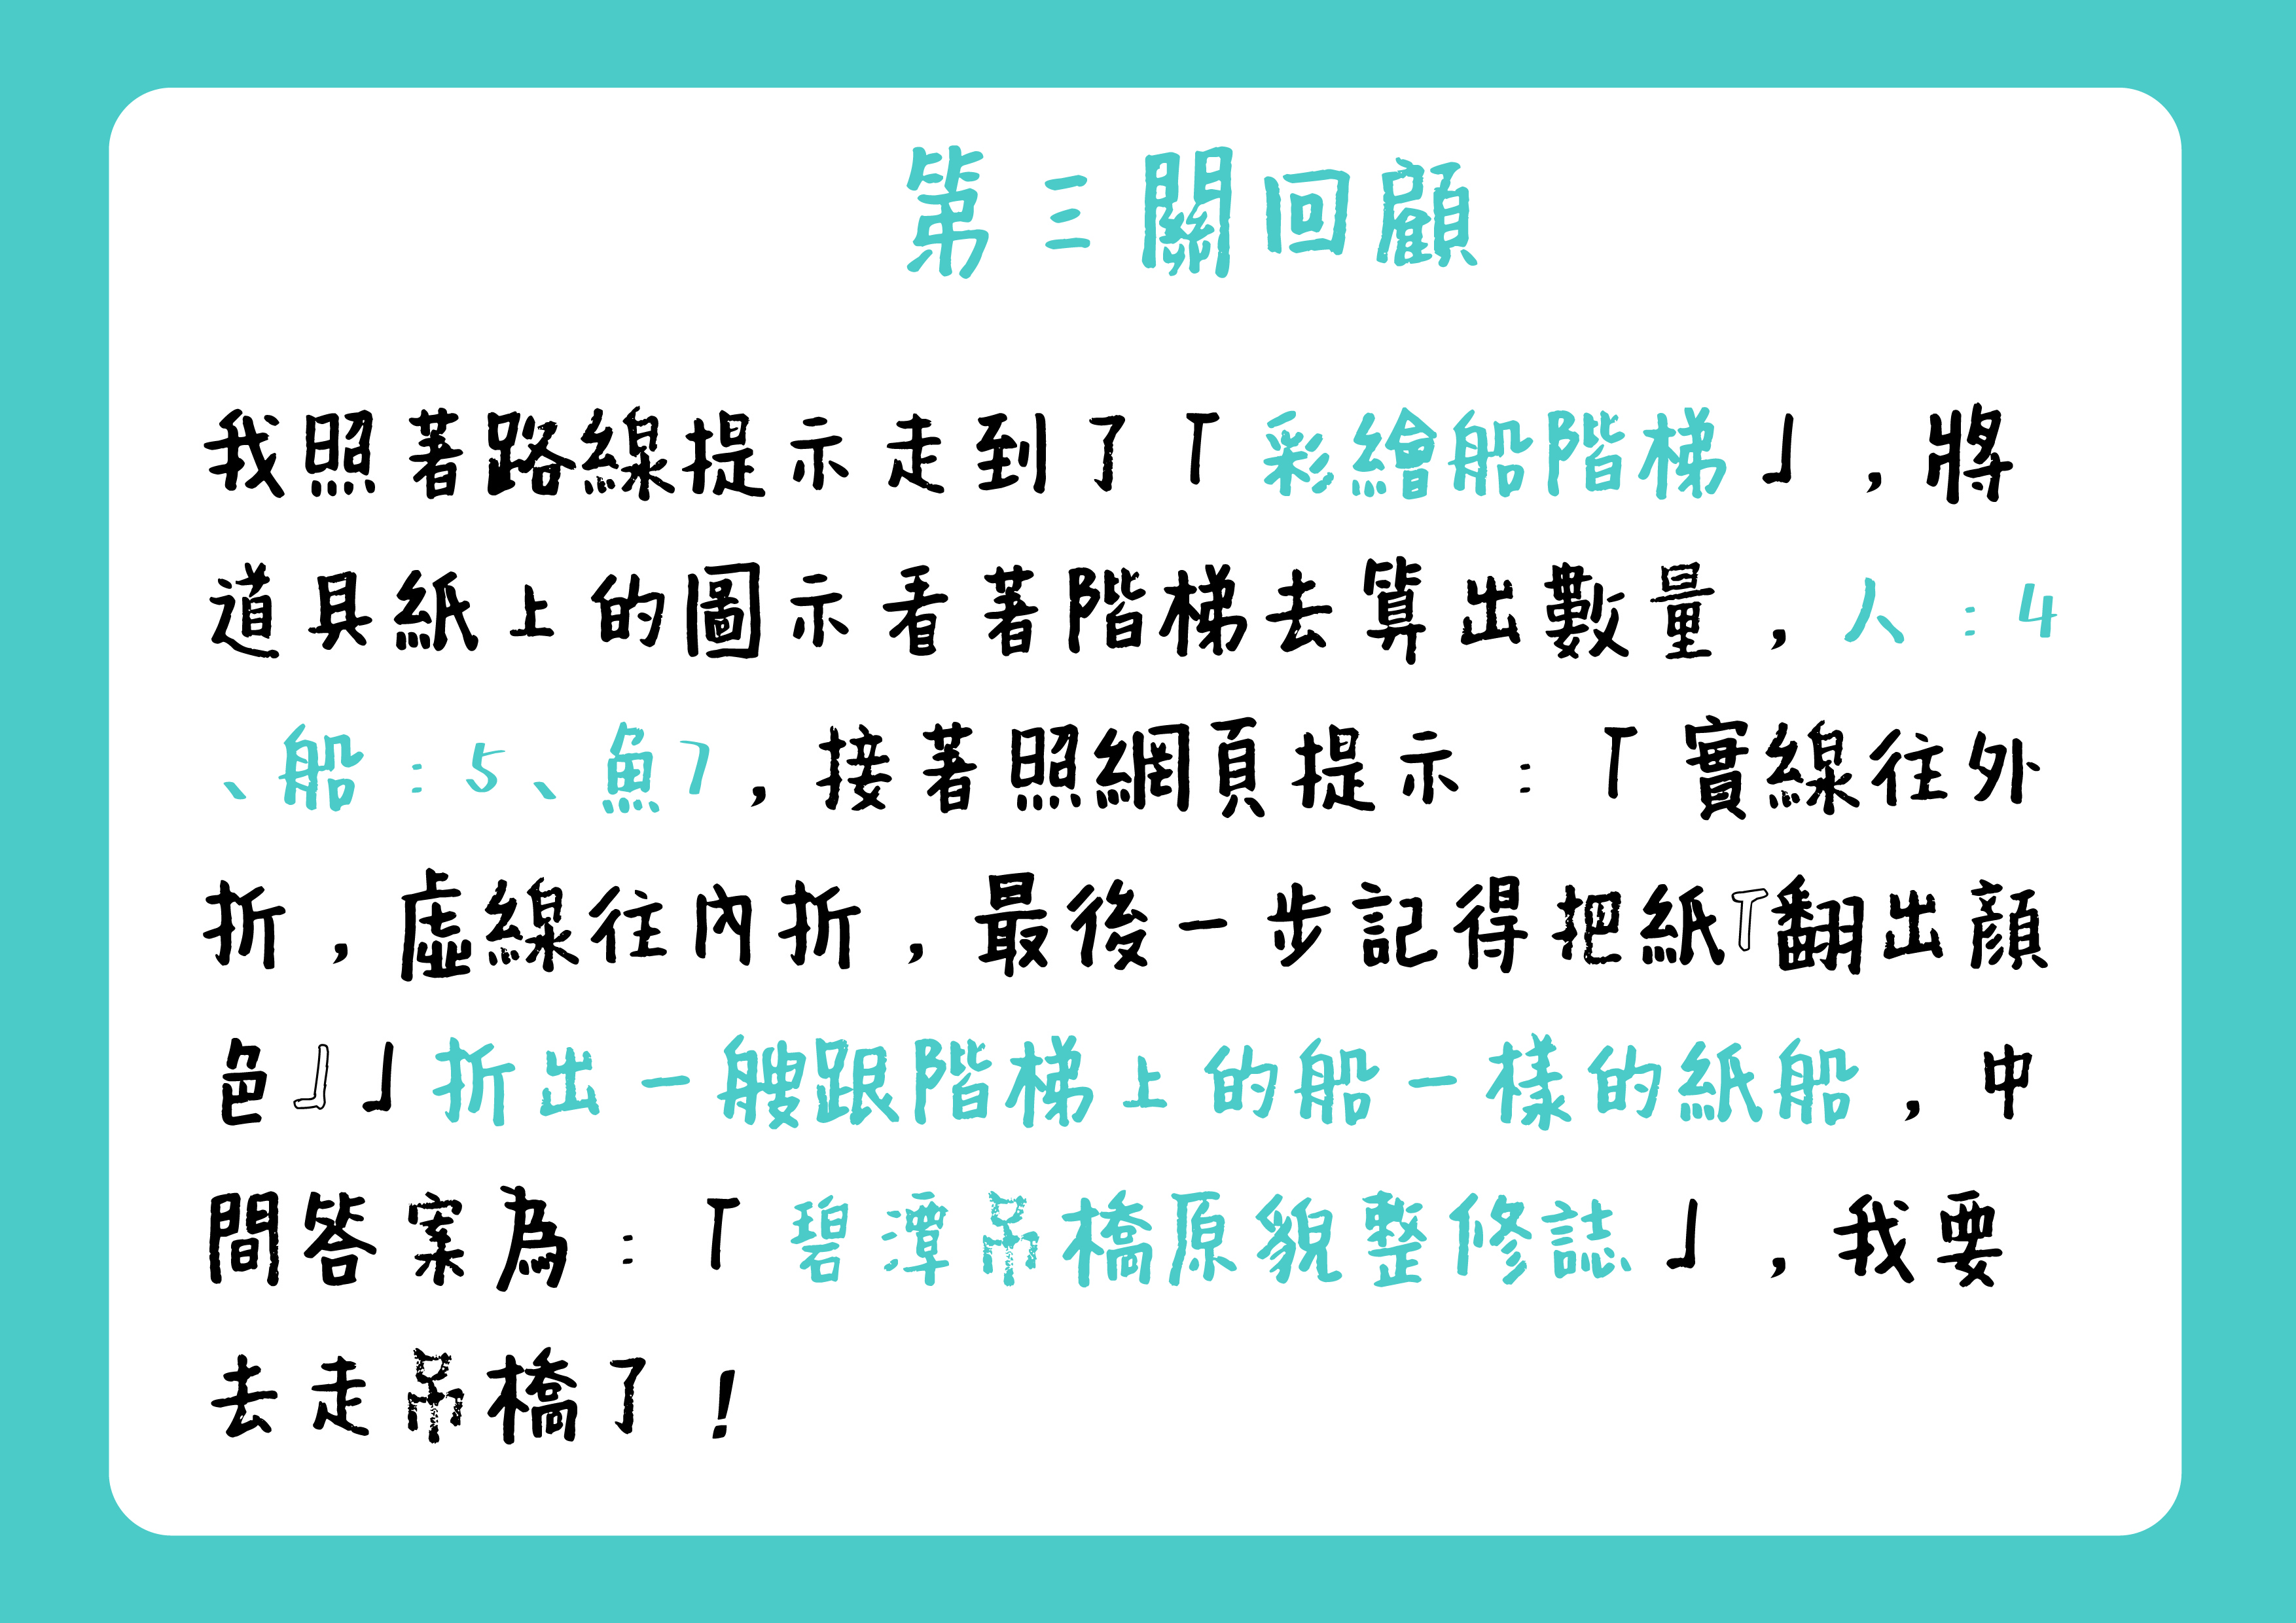 第三關回顧
我照著路線提示走到了「彩繪船階梯」，將
道具紙上的圖示看著階梯去算出數量，人：4
、船：5、魚7，接著照網頁提示：「實線往外
折，虛線往內折，最後一步記得把紙『翻出顏
色』」折出一艘跟階梯上的船一樣的紙船，中
間答案為：「碧潭吊橋原貌整修誌」，我要
去走吊橋了！